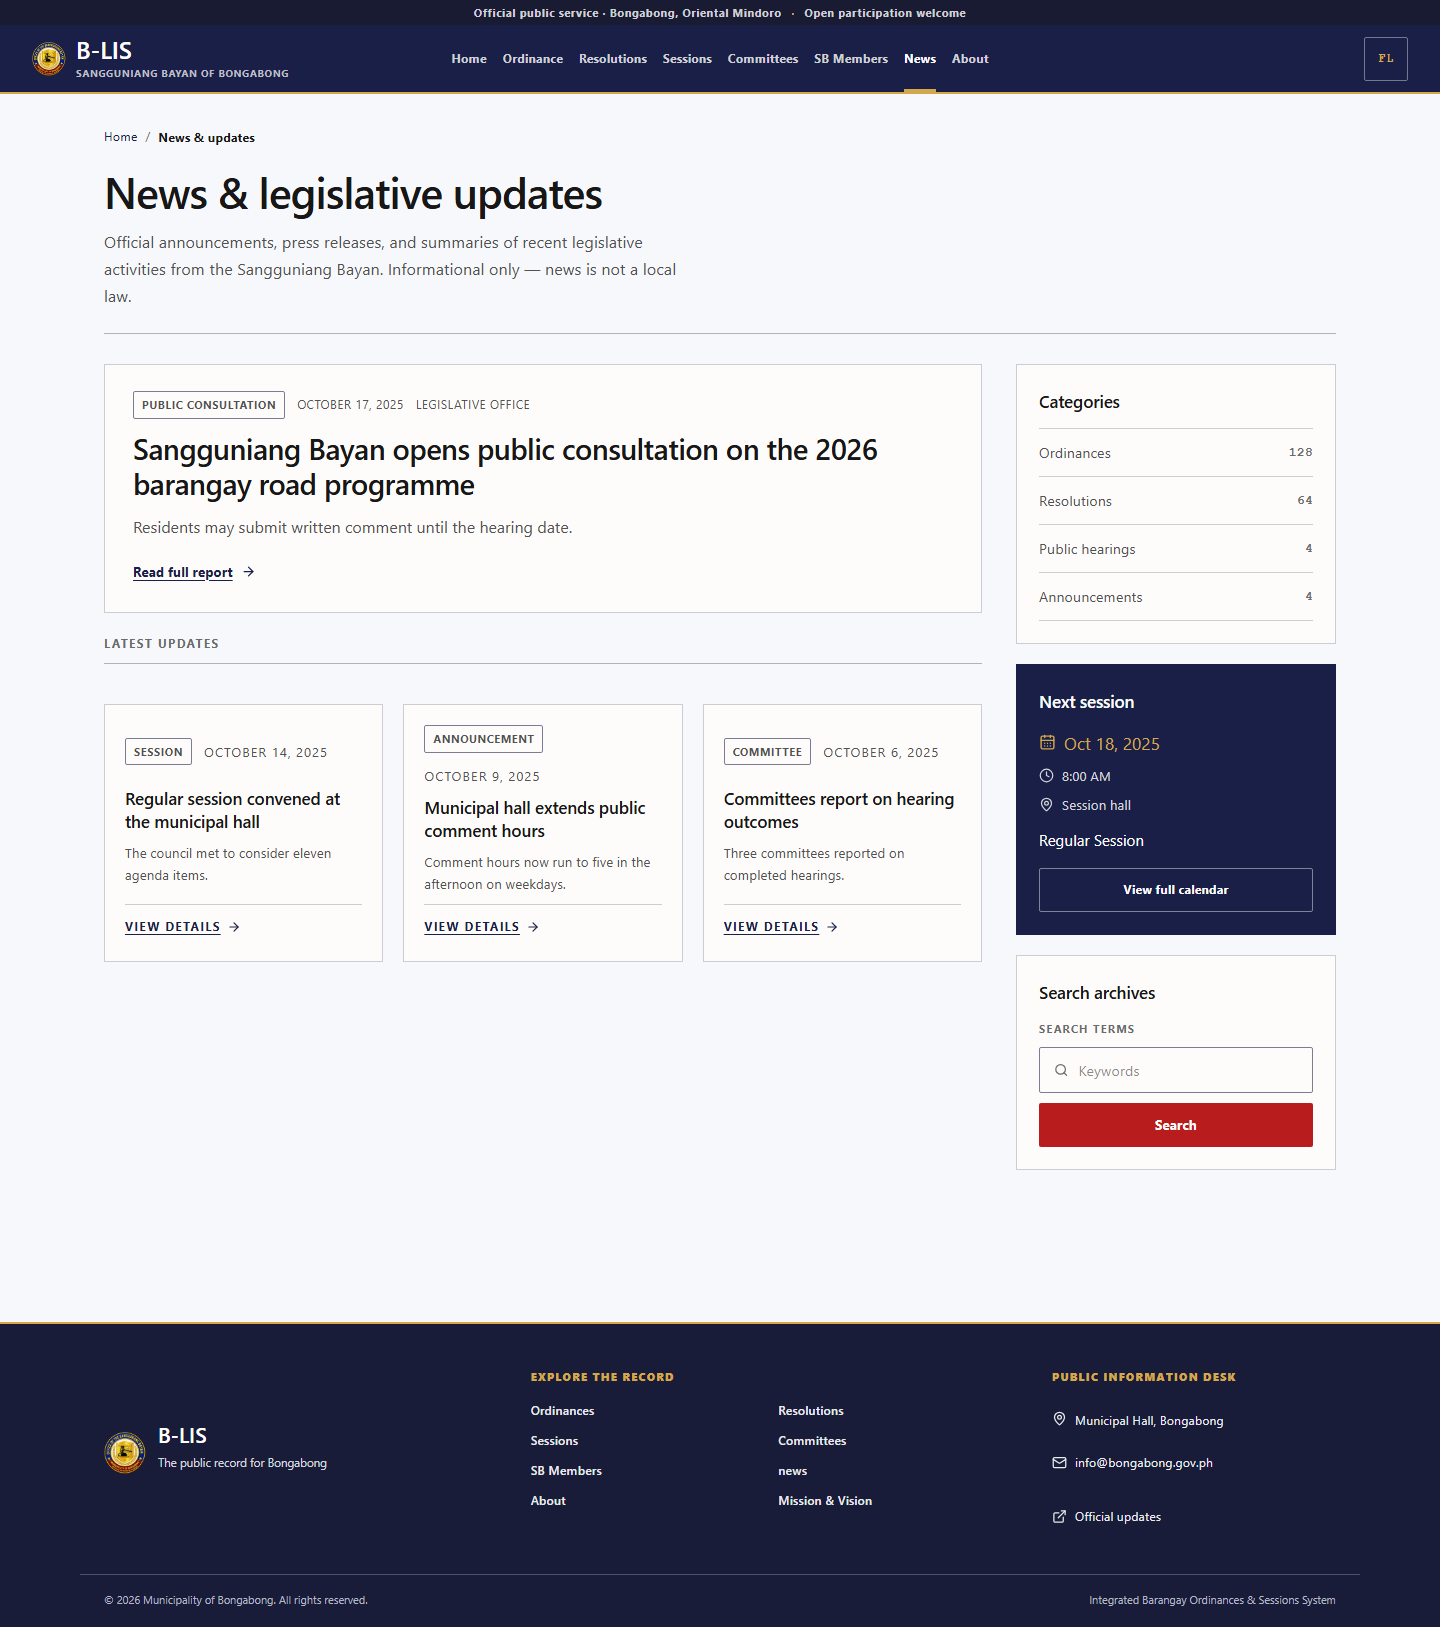 Official public service · Bongabong, Oriental Mindoro · Open participation welcome
B-LIS
SANGGUNIANG BAYAN OF BONGABONG
Home Ordinance Resolutions Sessions Committees SB Members News About
FL
Home / News & updates
News & legislative updates
Official announcements, press releases, and summaries of recent legislative
activities from the Sangguniang Bayan. Informational only — news is not a local
law.
PUBLIC CONSULTATION OCTOBER 17, 2025 LEGISLATIVE OFFICE
Sangguniang Bayan opens public consultation on the 2026
barangay road programme
Residents may submit written comment until the hearing date.
Read full report →
LATEST UPDATES
SESSION OCTOBER 14, 2025
Regular session convened at
the municipal hall
The council met to consider eleven
agenda items.
VIEW DETAILS →
ANNOUNCEMENT
OCTOBER 9, 2025
Municipal hall extends public
comment hours
Comment hours now run to five in the
afternoon on weekdays.
VIEW DETAILS →
COMMITTEE OCTOBER 6, 2025
Committees report on hearing
outcomes
Three committees reported on
completed hearings.
VIEW DETAILS →
Categories
Ordinances 128
Resolutions 64
Public hearings 4
Announcements 4
Next session
Oct 18, 2025
8:00 AM
Session hall
Regular Session
View full calendar
Search archives
SEARCH TERMS
Keywords
Search
B-LIS
The public record for Bongabong
EXPLORE THE RECORD
Ordinances Resolutions
Sessions Committees
SB Members news
About Mission & Vision
PUBLIC INFORMATION DESK
Municipal Hall, Bongabong
info@bongabong.gov.ph
Official updates
© 2026 Municipality of Bongabong. All rights reserved.
Integrated Barangay Ordinances & Sessions System